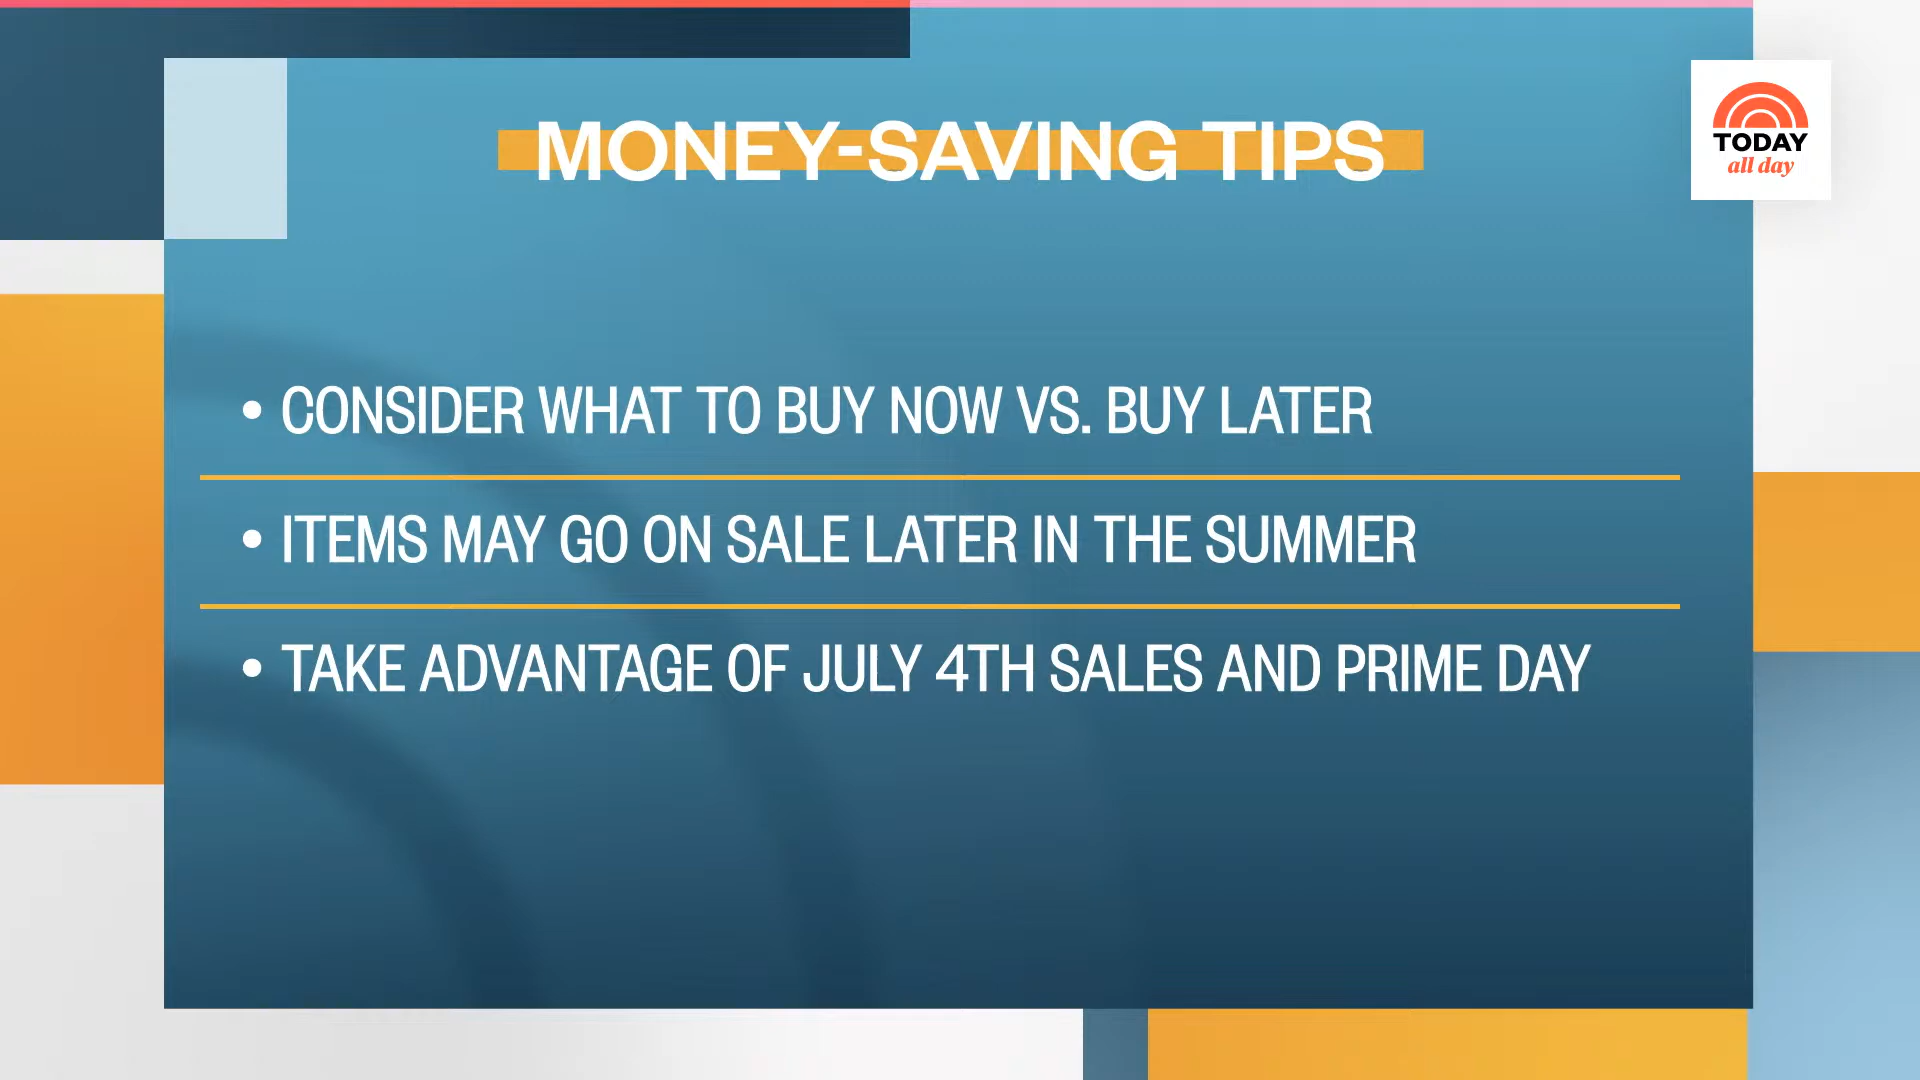 MONEY-SAVING TIPS
TODAY
all day
• CONSIDER WHAT TO BUY NOW VS. BUY LATER
• ITEMS MAY GO ON SALE LATER IN THE SUMMER
• TAKE ADVANTAGE OF JULY 4TH SALES AND PRIME DAY